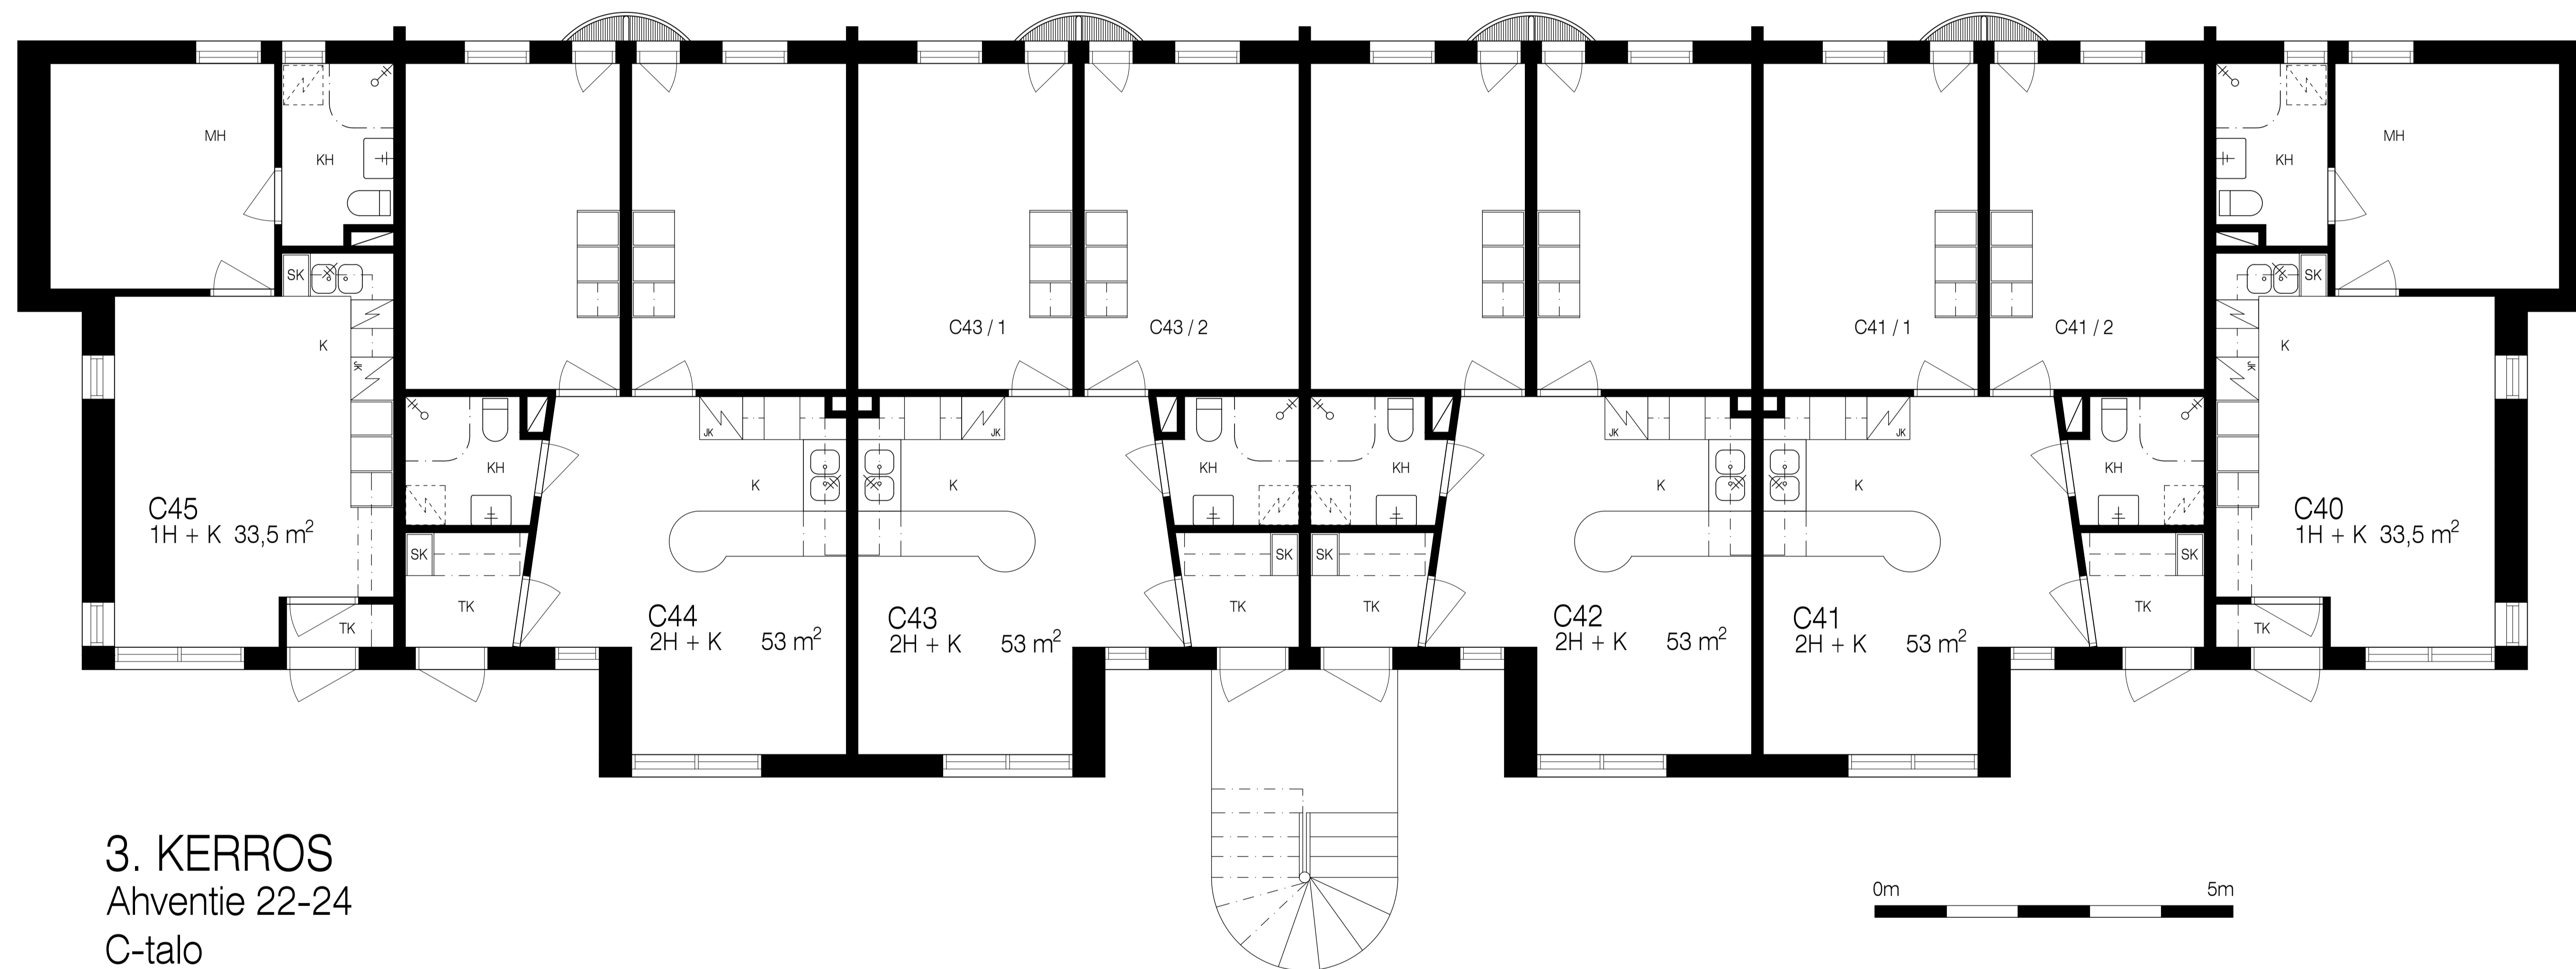 MH
KH
KH
MH
SK
SK
C43 / 1
C43 / 2
C41 / 1
C41 / 2
K
K
JK
JK
JK
JK
JK
JK
KH
K
K
KH
KH
K
K
KH
C45
1H + K 33,5 m²
C40
1H + K 33,5 m²
SK
SK
SK
SK
TK
TK
TK
TK
C44
2H + K 53 m²
C43
2H + K 53 m²
C42
2H + K 53 m²
C41
2H + K 53 m²
TK
TK
3. KERROS
Ahventie 22-24
C-talo
0m 5m